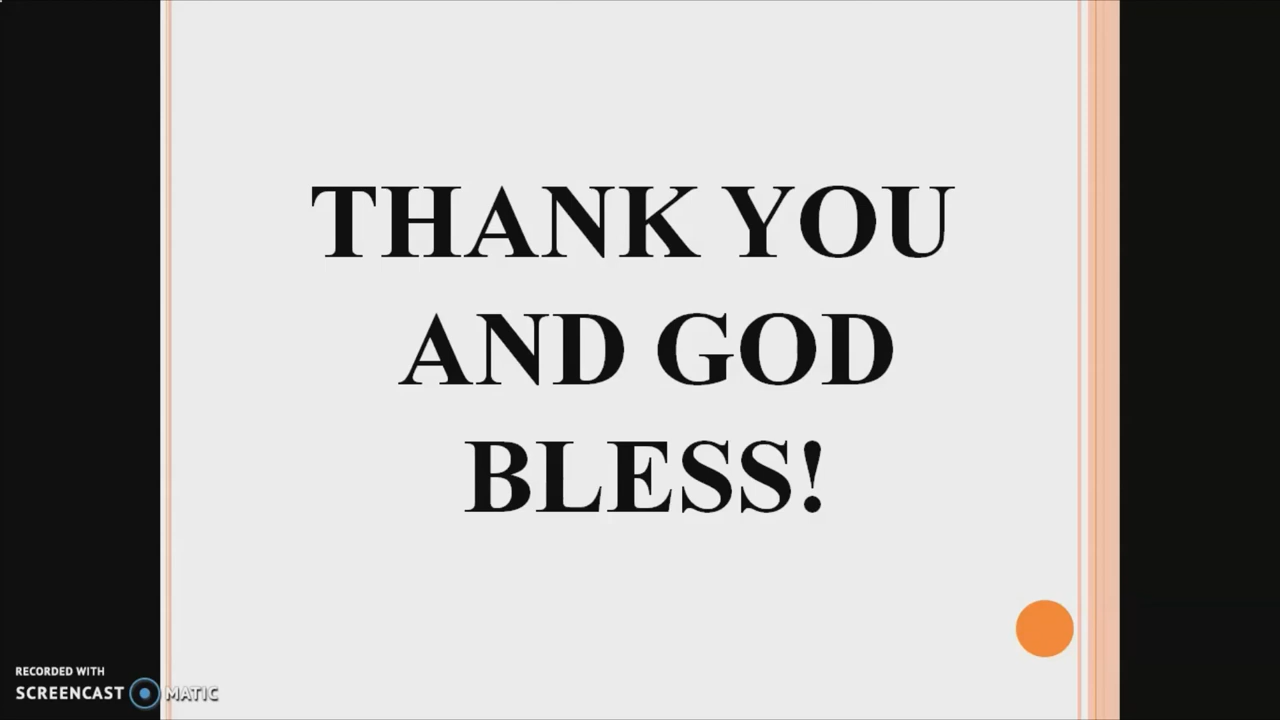 THANK YOU
AND GOD
BLESS!
RECORDED WITH
SCREENCAST MATIC